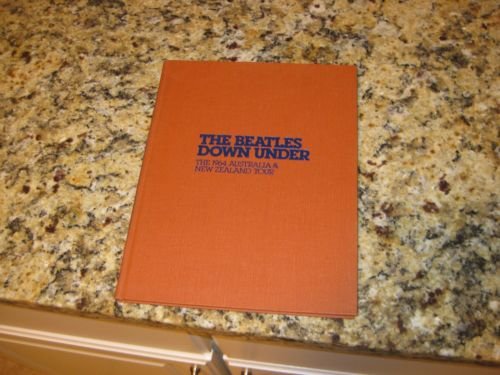 THE BEATLES
DOWN UNDER
THE 1964 AUSTRALIA &
NEW ZEALAND TOUR